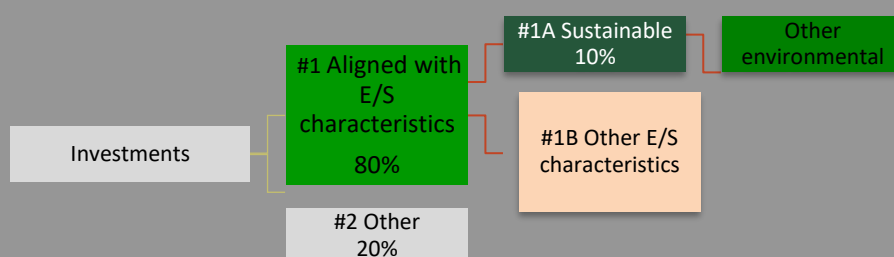 Investments
#1 Aligned with
E/S
characteristics
80%
#2 Other
20%
#1A Sustainable
10%
#1B Other E/S
characteristics
Other
environmental